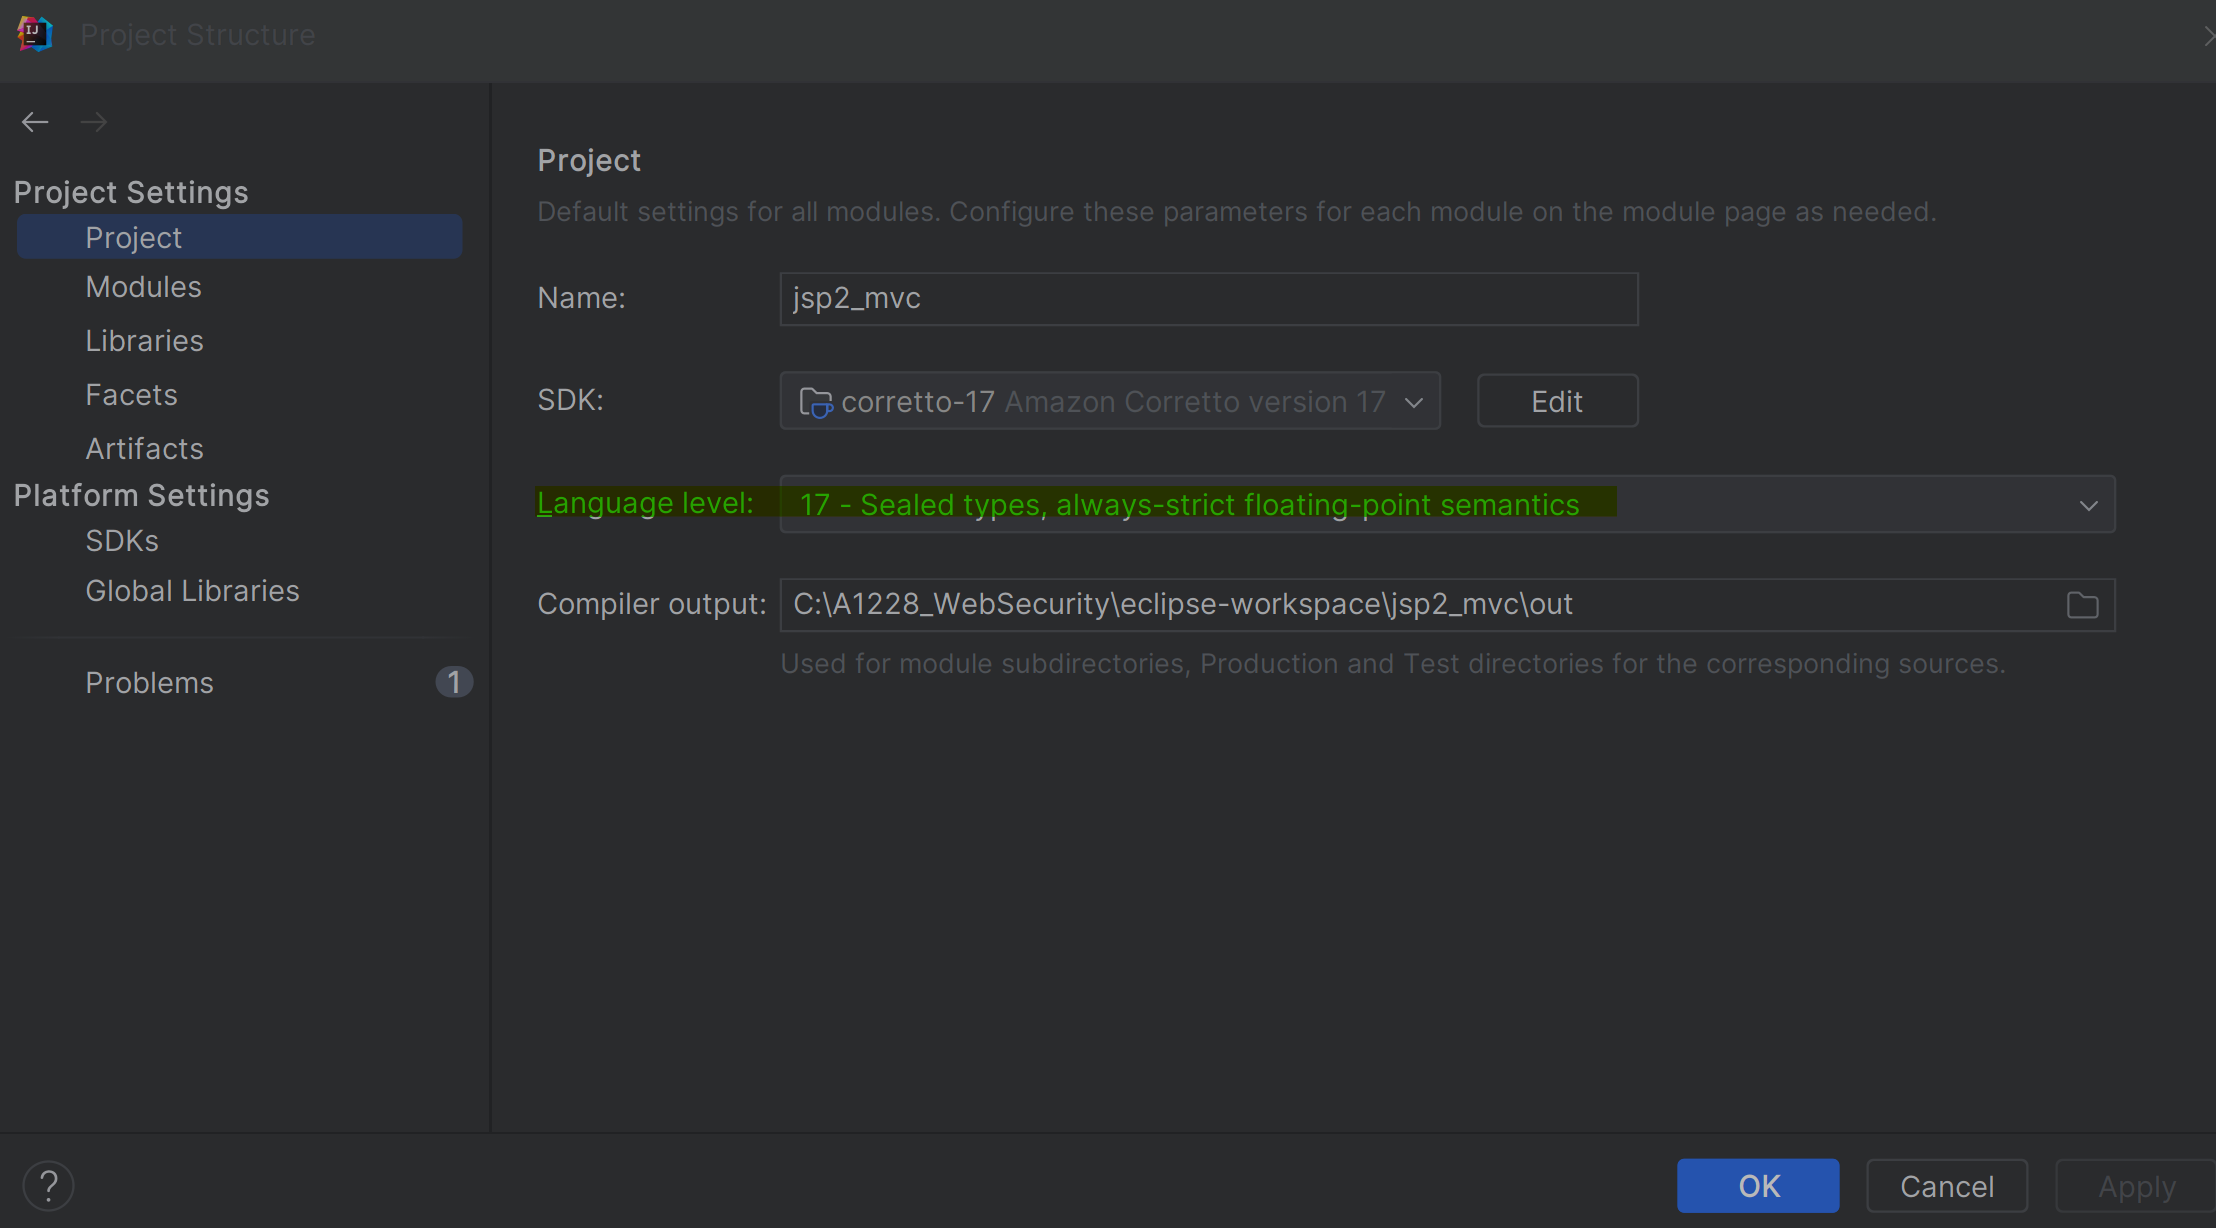 IJ
Project Structure
Project Settings
Project
Modules
Libraries
Facets
Artifacts
Platform Settings
SDKs
Global Libraries
Problems 1
Project
Default settings for all modules. Configure these parameters for each module on the module page as needed.
Name: jsp2_mvc
SDK: corretto-17 Amazon Corretto version 17 Edit
Language level: 17 - Sealed types, always-strict floating-point semantics
Compiler output: C:\A1228_WebSecurity\eclipse-workspace\jsp2_mvc\out
Used for module subdirectories, Production and Test directories for the corresponding sources.
? OK Cancel Apply